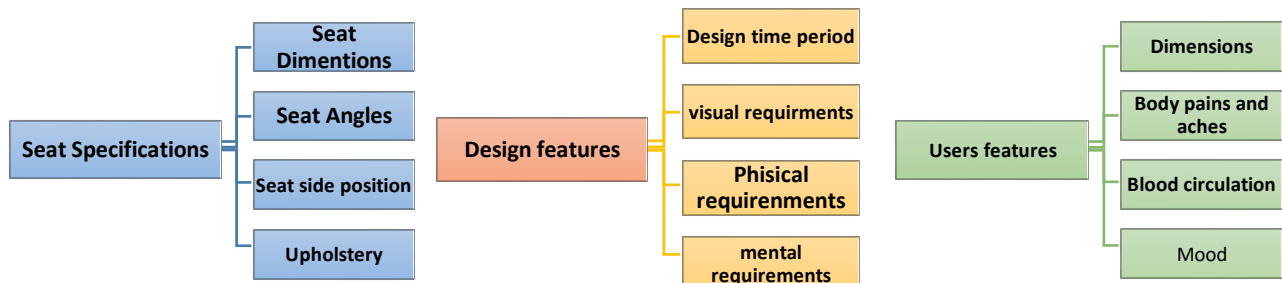 Seat Specifications
Seat
Dimentions
Seat Angles
Seat side position
Upholstery
Design features
Design time period
visual requirments
Phisical
requirenments
mental
requirements
Users features
Dimensions
Body pains and
aches
Blood circulation
Mood